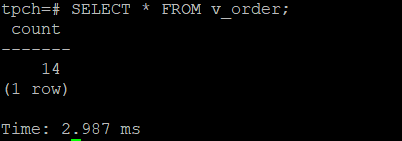 tpch=# SELECT * FROM v_order;
 count
-------
    14
(1 row)

Time: 2.987 ms